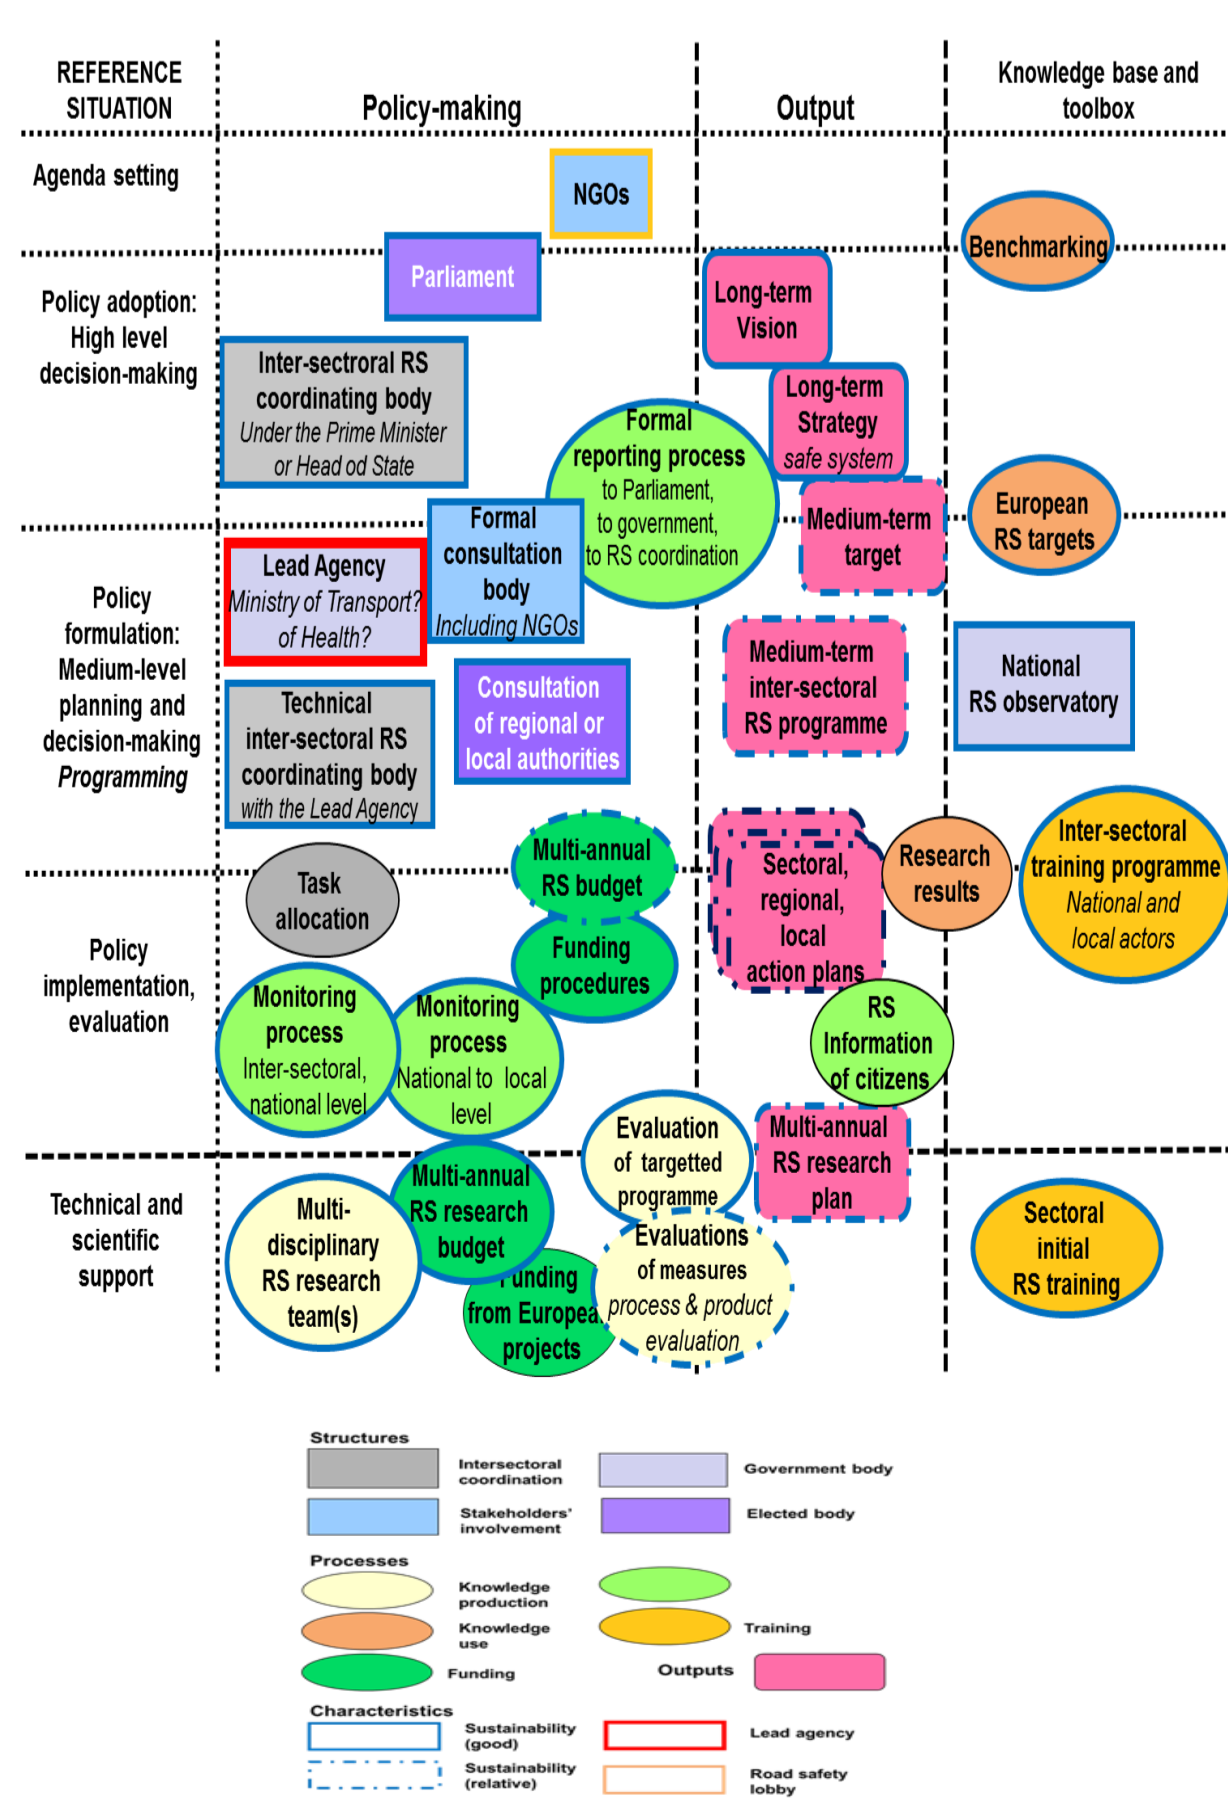 REFERENCE
SITUATION
Policy-making
Output
Knowledge base and
toolbox
Agenda setting
NGOs
Benchmarking
Parliament
Policy adoption:
High level
decision-making
Long-term
Vision
Inter-sectroral RS
coordinating body
Under the Prime Minister
or Head od State
Long-term
Strategy
safe system
Formal
reporting process
to Parliament,
to government,
to RS coordination
Medium-term
target
European
RS targets
Formal
consultation
body
Including NGOs
Lead Agency
Ministry of Transport?
of Health?
Policy
formulation:
Medium-level
planning and
decision-making
Programming
Medium-term
inter-sectoral
RS programme
National
RS observatory
Technical
inter-sectoral RS
coordinating body
with the Lead Agency
Consultation
of regional or
local authorities
Multi-annual
RS budget
Sectoral,
regional,
local
action plans
Research
results
Inter-sectoral
training programme
National and
local actors
Task
allocation
Funding
procedures
Policy
implementation,
evaluation
Monitoring
process
Inter-sectoral,
national level
Monitoring
process
National to local
level
RS
Information
of citizens
Evaluation
of targetted
programme
Multi-annual
RS research
plan
Technical and
scientific
support
Multi-
disciplinary
RS research
team(s)
Multi-annual
RS research
budget
Funding
from Europea
projects
Evaluations
of measures
process & product
evaluation
Sectoral
initial
RS training
Structures
Intersectoral
coordination
Government body
Stakeholders'
involvement
Elected body
Processes
Knowledge
production
Knowledge
use
Training
Funding
Outputs
Characteristics
Sustainability
(good)
Lead agency
Sustainability
(relative)
Road safety
lobby